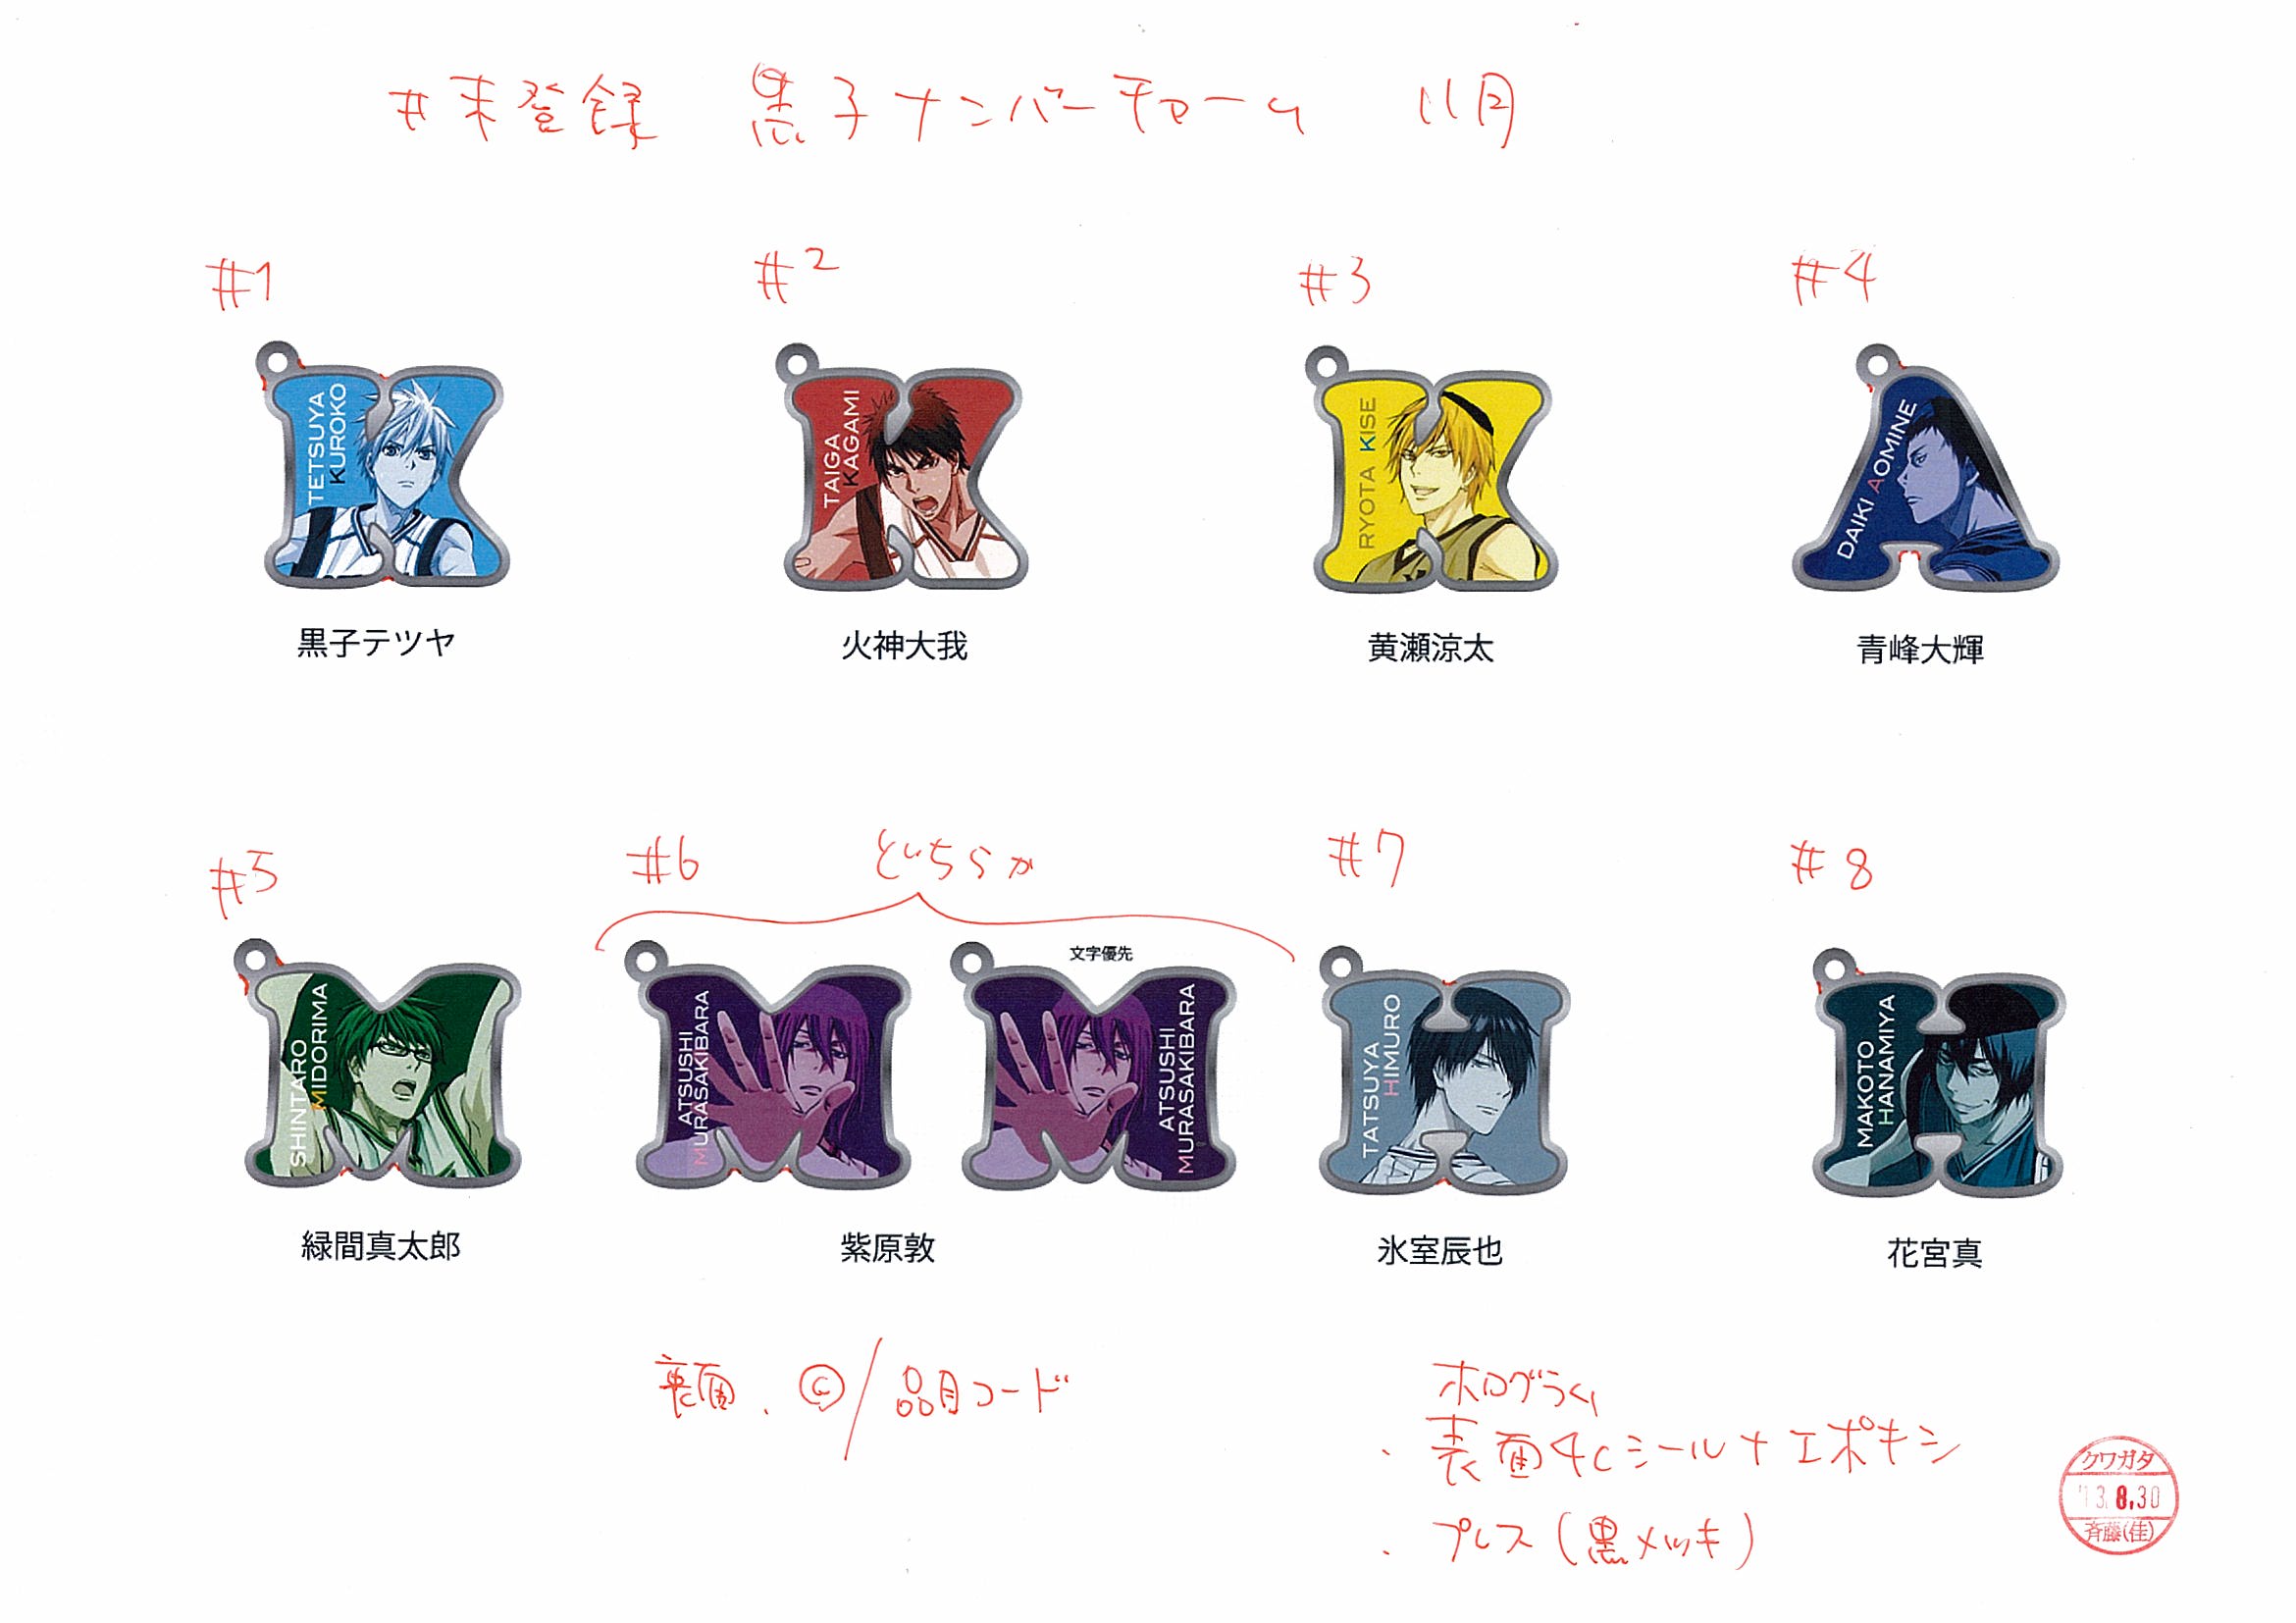 #未登録 黒子ナンバーチャーム 11月
#1
#2
#3
#4
TETSUYA
KUROKO
TAIGA
KAGAMI
RYOTA KISE
DAIKI AOMINE
黒子テツヤ
火神大我
黄瀬涼太
青峰大輝
#5
#6
どちらか
#7
#8
文字優先
SHINTARO
MIDORIMA
ATSUSHI
MURASAKIBARA
ATSUSHI
MURASAKIBARA
TATSUYA
HIMURO
MAKOTO
HANAMIYA
緑間真太郎
紫原敦
氷室辰也
花宮真
裏面、©/品月コード
ホログラム
・表面4Cシール+エポキシ
・プレス(黒メッキ)
クワガタ
'13.8.30
斉藤(佳)